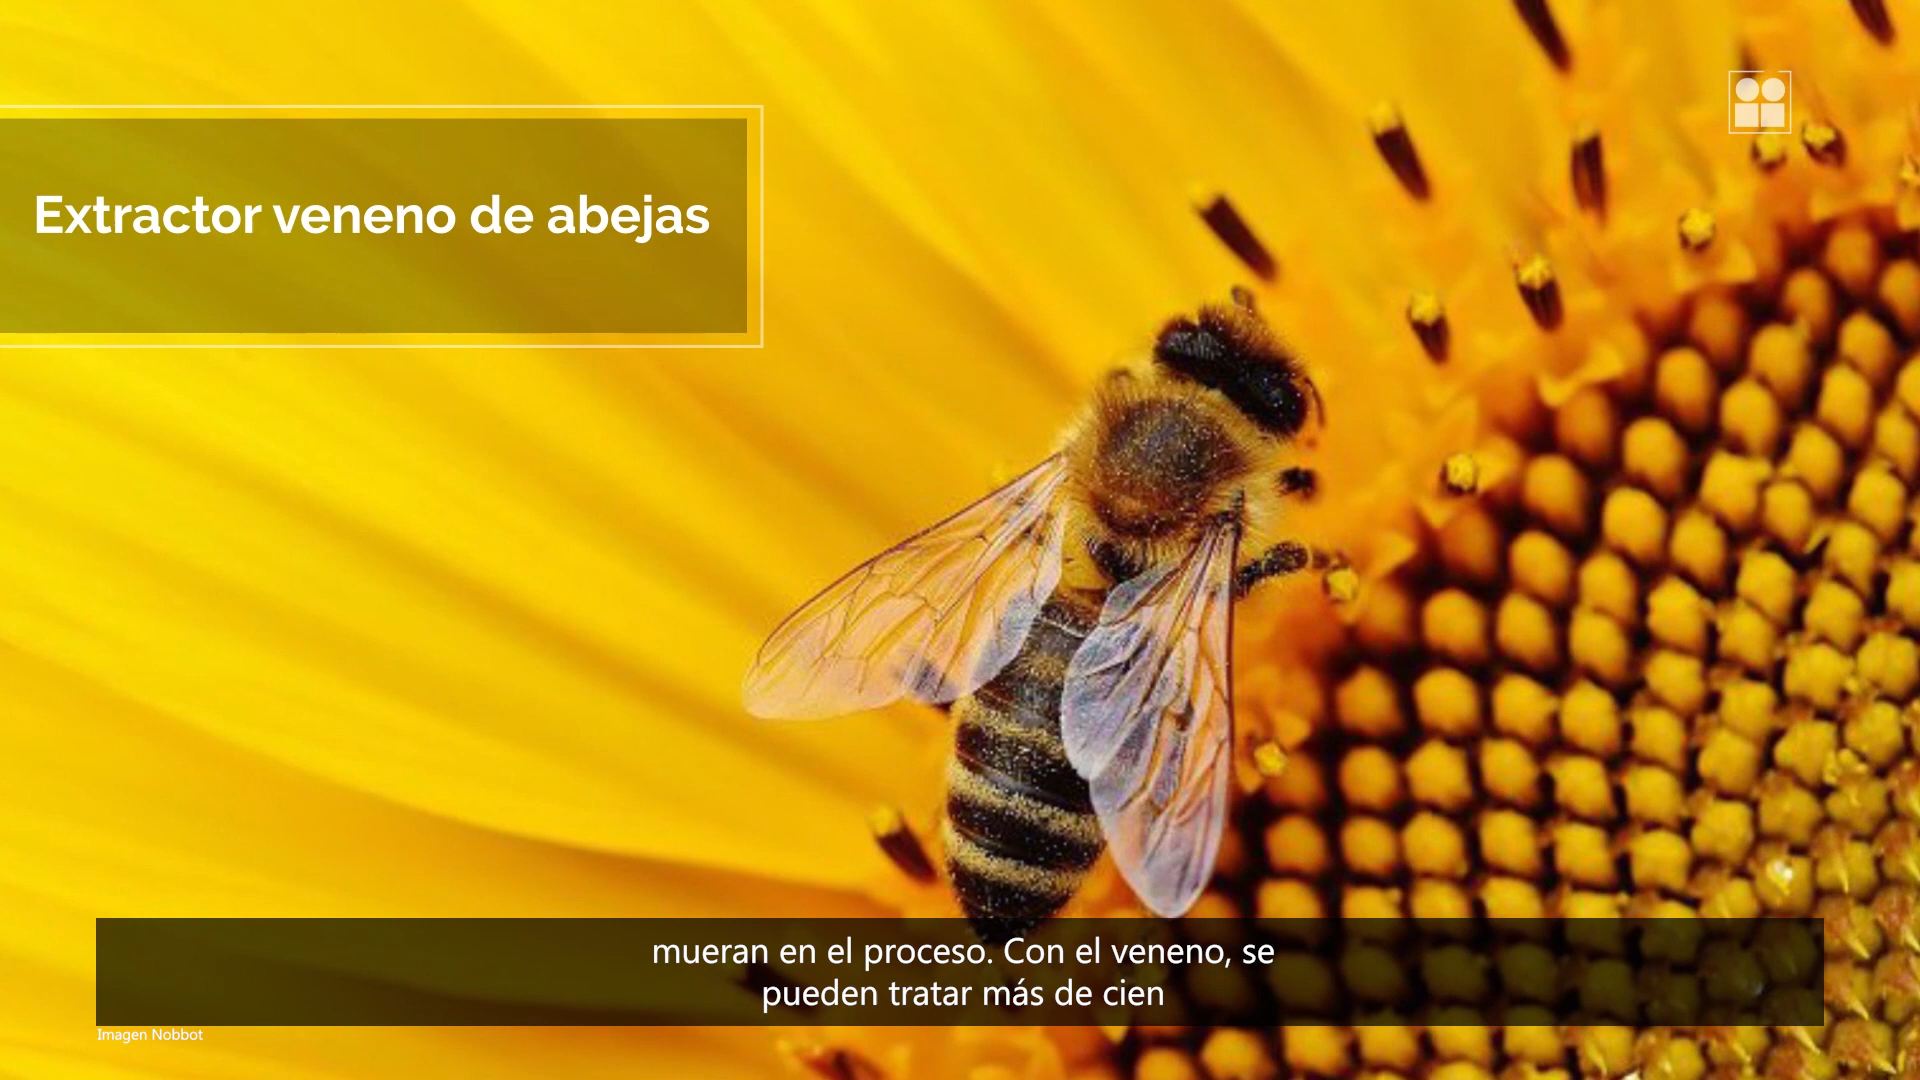 Extractor veneno de abejas
mueran en el proceso. Con el veneno, se
pueden tratar más de cien
Imagen Nobbot